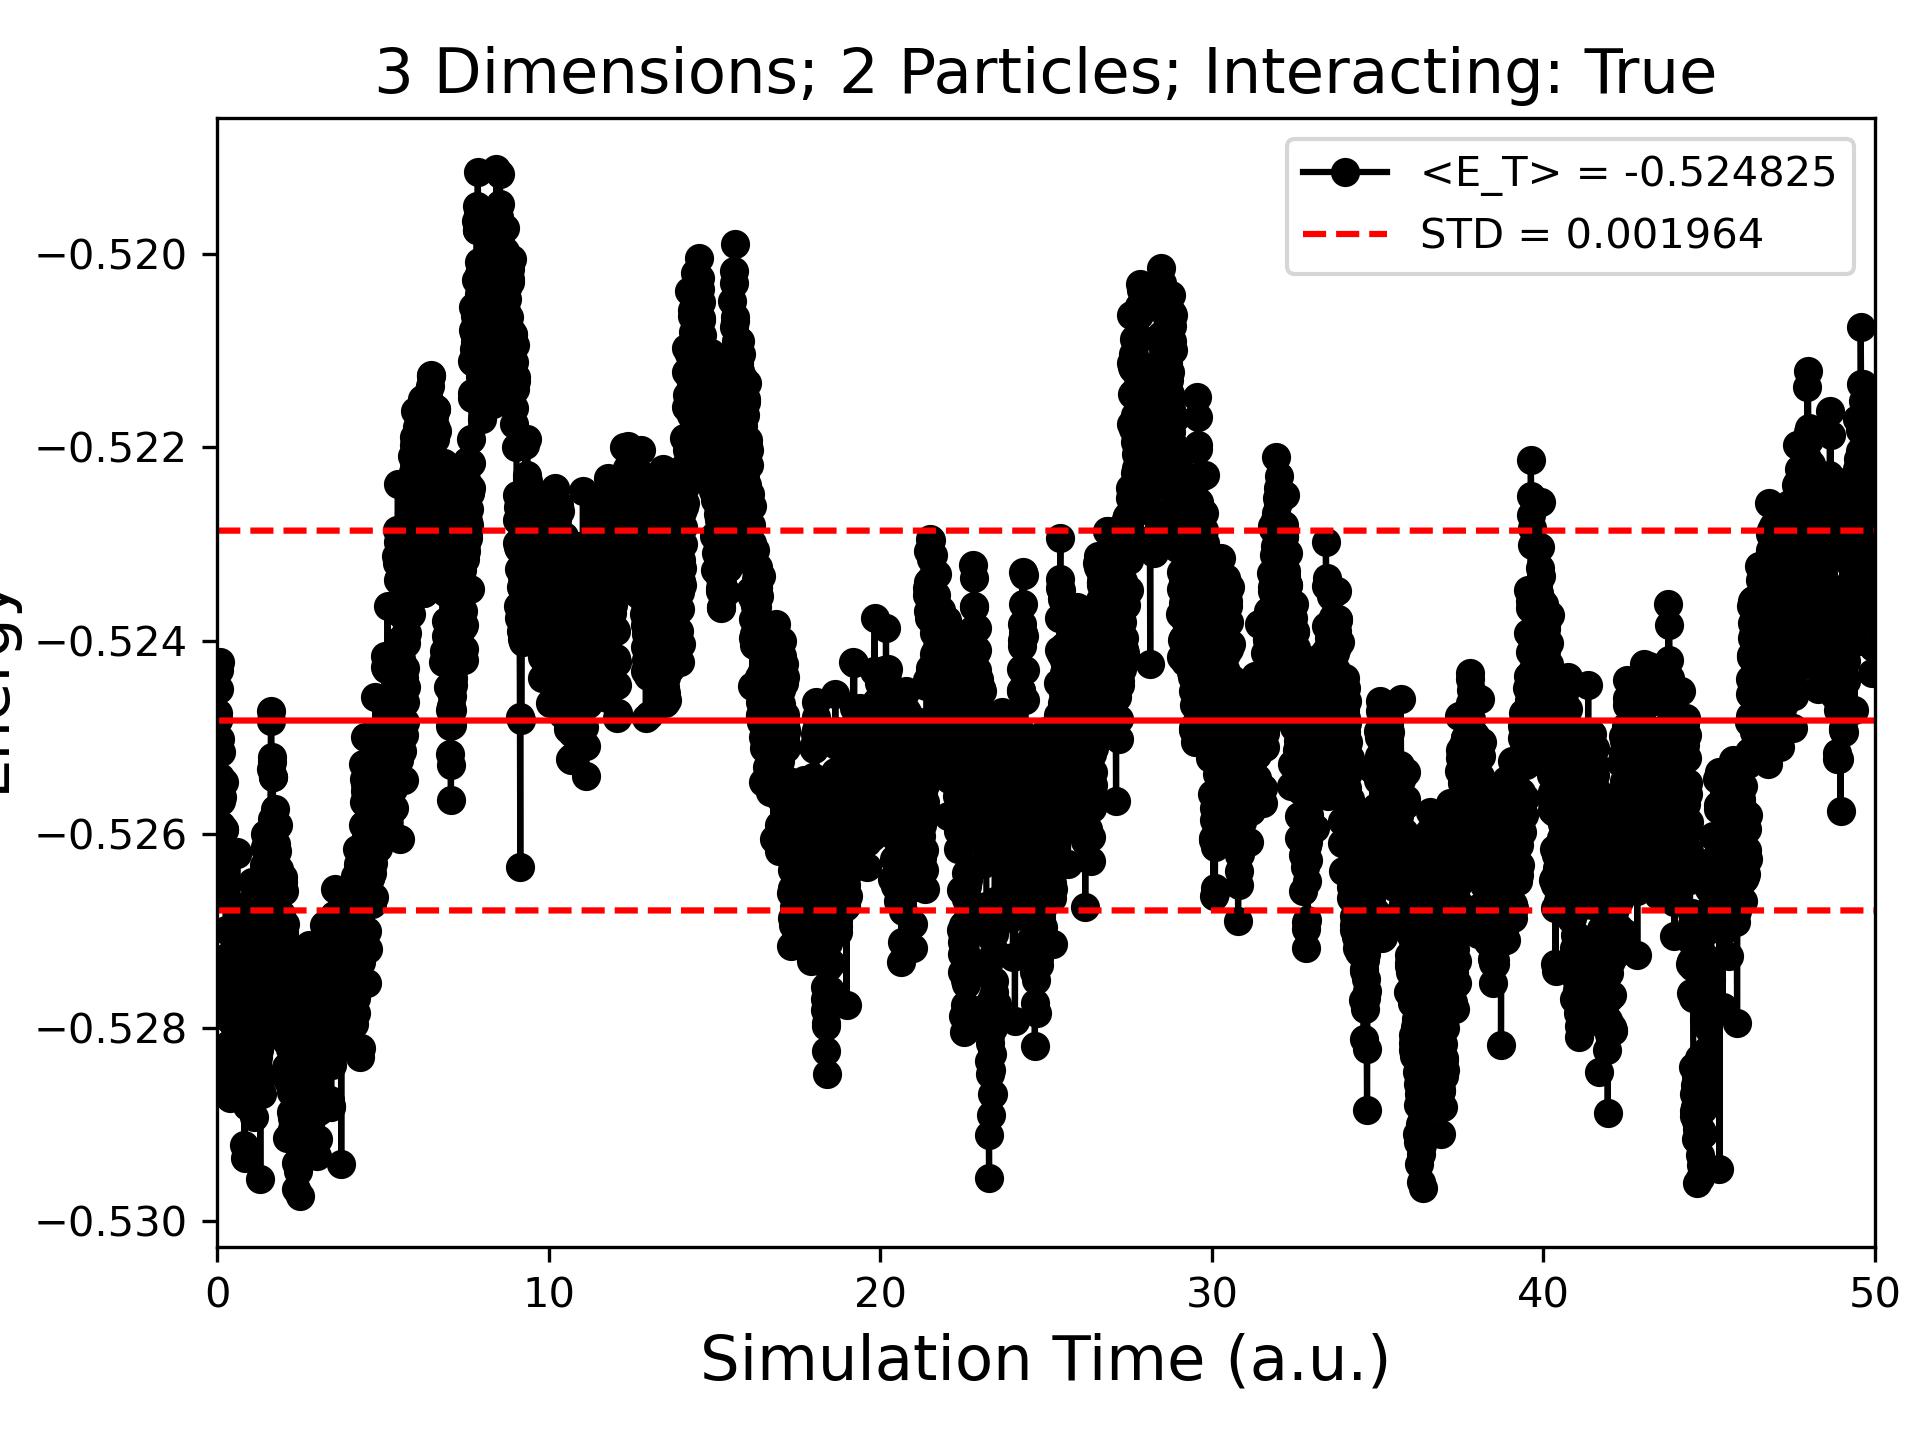 3 Dimensions; 2 Particles; Interacting: True
<E_T> = -0.524825
STD = 0.001964
−0.520
−0.522
−0.524
−0.526
−0.528
−0.530
Energy
0 10 20 30 40 50
Simulation Time (a.u.)